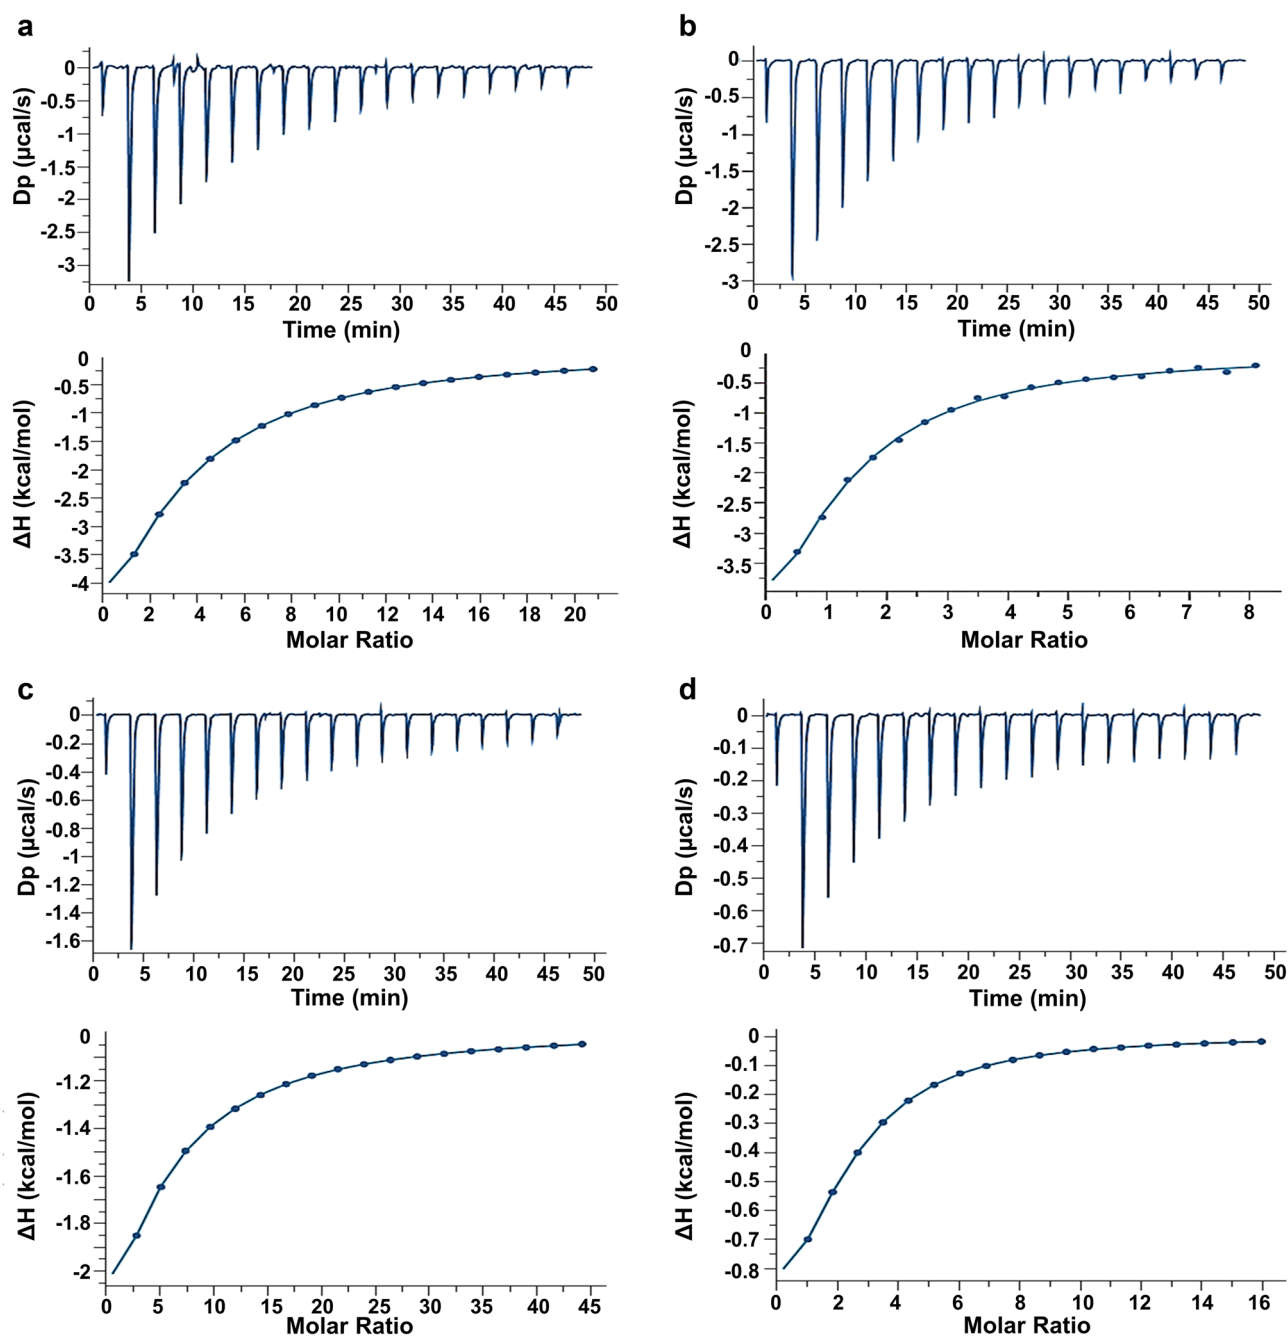 a
0
-0.5
-1
-1.5
-2
-2.5
-3
Dp (µcal/s)
0 5 10 15 20 25 30 35 40 45 50
Time (min)
0
-0.5
-1
-1.5
-2
-2.5
-3
-3.5
-4
ΔH (kcal/mol)
0 2 4 6 8 10 12 14 16 18 20
Molar Ratio
b
0
-0.5
-1
-1.5
-2
-2.5
-3
Dp (µcal/s)
0 5 10 15 20 25 30 35 40 45 50
Time (min)
0
-0.5
-1
-1.5
-2
-2.5
-3
-3.5
ΔH (kcal/mol)
0 1 2 3 4 5 6 7 8
Molar Ratio
c
0
-0.2
-0.4
-0.6
-0.8
-1
-1.2
-1.4
-1.6
Dp (µcal/s)
0 5 10 15 20 25 30 35 40 45 50
Time (min)
0
-1.2
-1.4
-1.6
-1.8
-2
ΔH (kcal/mol)
0 5 10 15 20 25 30 35 40 45
Molar Ratio
d
0
-0.1
-0.2
-0.3
-0.4
-0.5
-0.6
-0.7
Dp (µcal/s)
0 5 10 15 20 25 30 35 40 45 50
Time (min)
0
-0.1
-0.2
-0.3
-0.4
-0.5
-0.6
-0.7
-0.8
ΔH (kcal/mol)
0 2 4 6 8 10 12 14 16
Molar Ratio